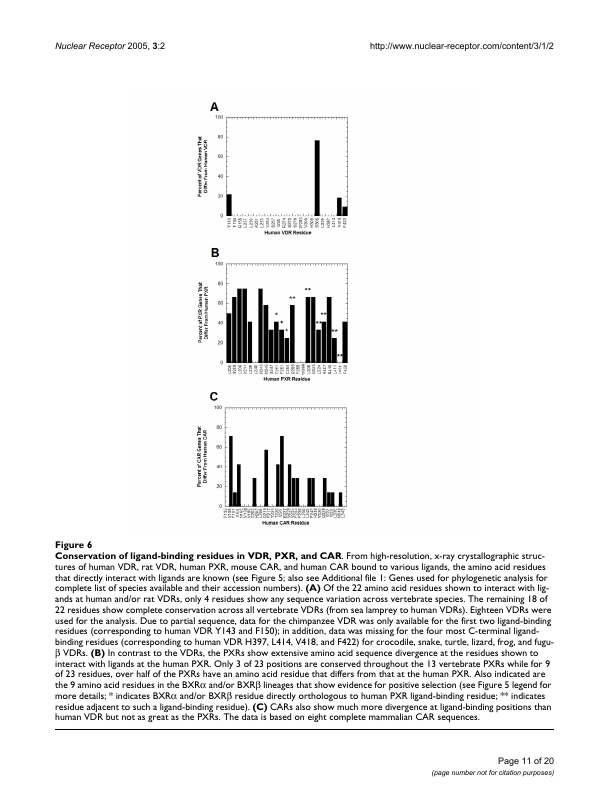 Nuclear Receptor 2005, 3:2
http://www.nuclear-receptor.com/content/3/1/2
A
Percent of VDR Genes That
Differ From Human VDR
100
80
60
40
20
0
Human VDR Residue
B
Percent of PXR Genes That
Differ From Human PXR
100
80
60
40
20
0
*
*
*
**
**
**
**
**
**
Human PXR Residue
C
Percent of CAR Genes That
Differ From Human CAR
100
80
60
40
20
0
Human CAR Residue
Figure 6
Conservation of ligand-binding residues in VDR, PXR, and CAR. From high-resolution, x-ray crystallographic struc-
tures of human VDR, rat VDR, human PXR, mouse CAR, and human CAR bound to various ligands, the amino acid residues
that directly interact with ligands are known (see Figure 5; also see Additional file 1: Genes used for phylogenetic analysis for
complete list of species available and their accession numbers). (A) Of the 22 amino acid residues shown to interact with lig-
ands at human and/or rat VDRs, only 4 residues show any sequence variation across vertebrate species. The remaining 18 of
22 residues show complete conservation across all vertebrate VDRs (from sea lamprey to human VDRs). Eighteen VDRs were
used for the analysis. Due to partial sequence, data for the chimpanzee VDR was only available for the first two ligand-binding
residues (corresponding to human VDR Y143 and F150); in addition, data was missing for the four most C-terminal ligand-
binding residues (corresponding to human VDR H397, L414, V418, and F422) for crocodile, snake, turtle, lizard, frog, and fugu-
β VDRs. (B) In contrast to the VDRs, the PXRs show extensive amino acid sequence divergence at the residues shown to
interact with ligands at the human PXR. Only 3 of 23 positions are conserved throughout the 13 vertebrate PXRs while for 9
of 23 residues, over half of the PXRs have an amino acid residue that differs from that at the human PXR. Also indicated are
the 9 amino acid residues in the BXRα and/or BXRβ lineages that show evidence for positive selection (see Figure 5 legend for
more details; * indicates BXRα and/or BXRβ residue directly orthologous to human PXR ligand-binding residue; ** indicates
residue adjacent to such a ligand-binding residue). (C) CARs also show much more divergence at ligand-binding positions than
human VDR but not as great as the PXRs. The data is based on eight complete mammalian CAR sequences.
Page 11 of 20
(page number not for citation purposes)